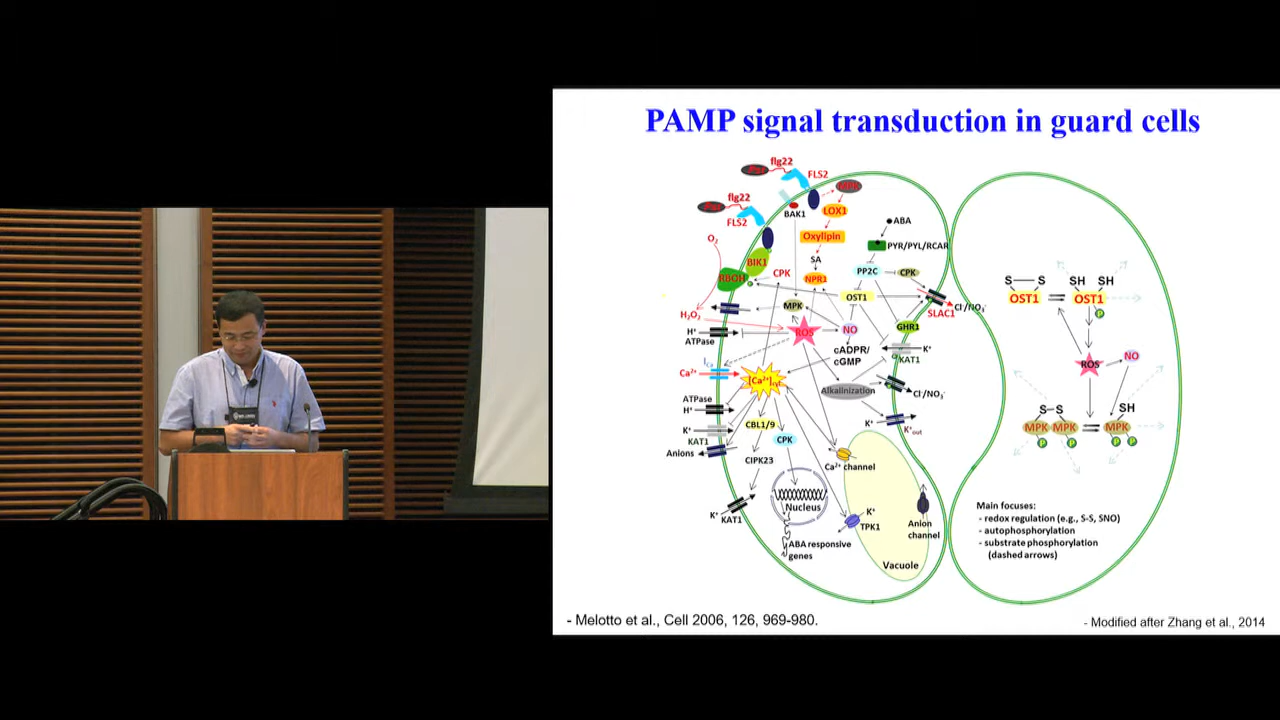 PAMP signal transduction in guard cells
flg22
FLS2
flg22
FLS2
MPK
BAK1
LOX1
Oxylipin
SA
NPR1
ABA
PYR/PYL/RCAR
PP2C
CPK
OST1
O₂
BIK1
RBOH
CPK
P
MPK
SLAC1
Cl⁻/NO₃⁻
H₂O₂
ROS
NO
GHR1
H⁺
ATPase
cADPR/
cGMP
K⁺
KAT1
I Ca
Ca²⁺
[Ca²⁺]cyt
Alkalinization
Cl⁻/NO₃⁻
ATPase
H⁺
K⁺
KAT1
Anions
CBL1/9
CPK
K⁺
K⁺out
CIPK23
Ca²⁺ channel
K⁺ KAT1
Nucleus
K⁺
TPK1
Anion
channel
ABA responsive
genes
Vacuole
S S
OST1
SH SH
OST1
P
ROS
NO
S S
MPK MPK
P P
SH
MPK
P P
Main focuses:
- redox regulation (e.g., S-S, SNO)
- autophosphorylation
- substrate phosphorylation
(dashed arrows)
- Melotto et al., Cell 2006, 126, 969-980.
- Modified after Zhang et al., 2014